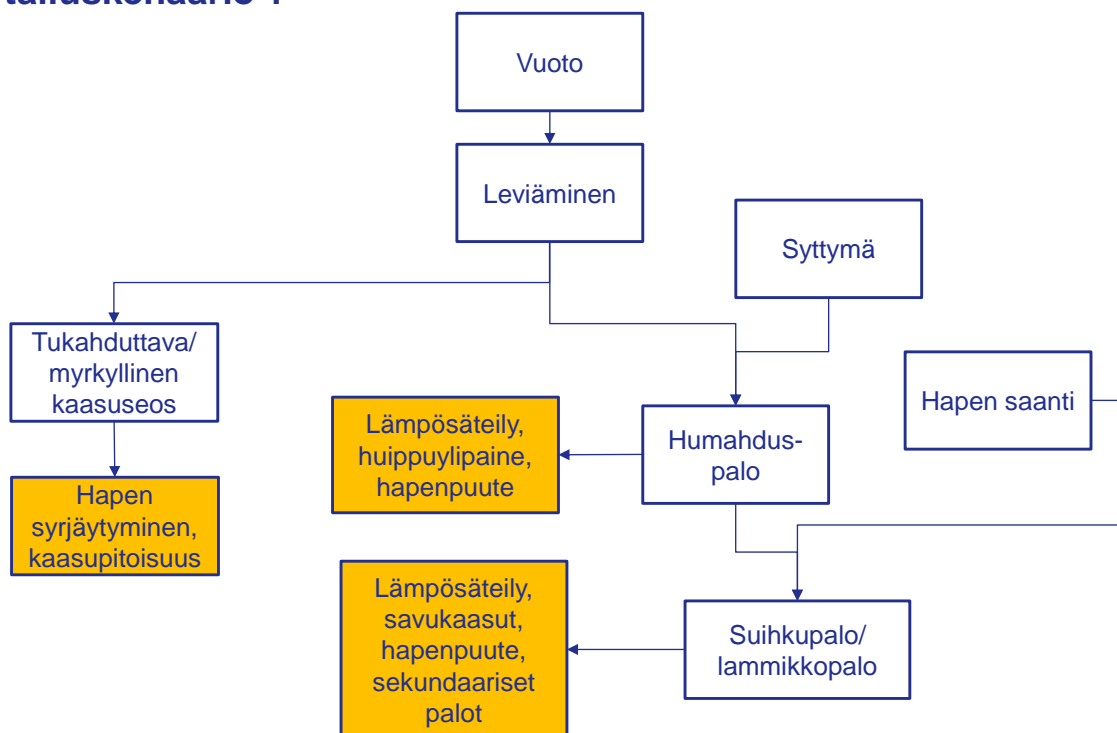 Vuoto
Leviäminen
Syttymä
Tukahduttava/
myrkyllinen
kaasuseos
Hapen saanti
Lämpösäteily,
huippuylipaine,
hapenpuute
Humahdus-
palo
Hapen
syrjäytyminen,
kaasupitoisuus
Lämpösäteily,
savukaasut,
hapenpuute,
sekundaariset
palot
Suihkupalo/
lammikkopalo